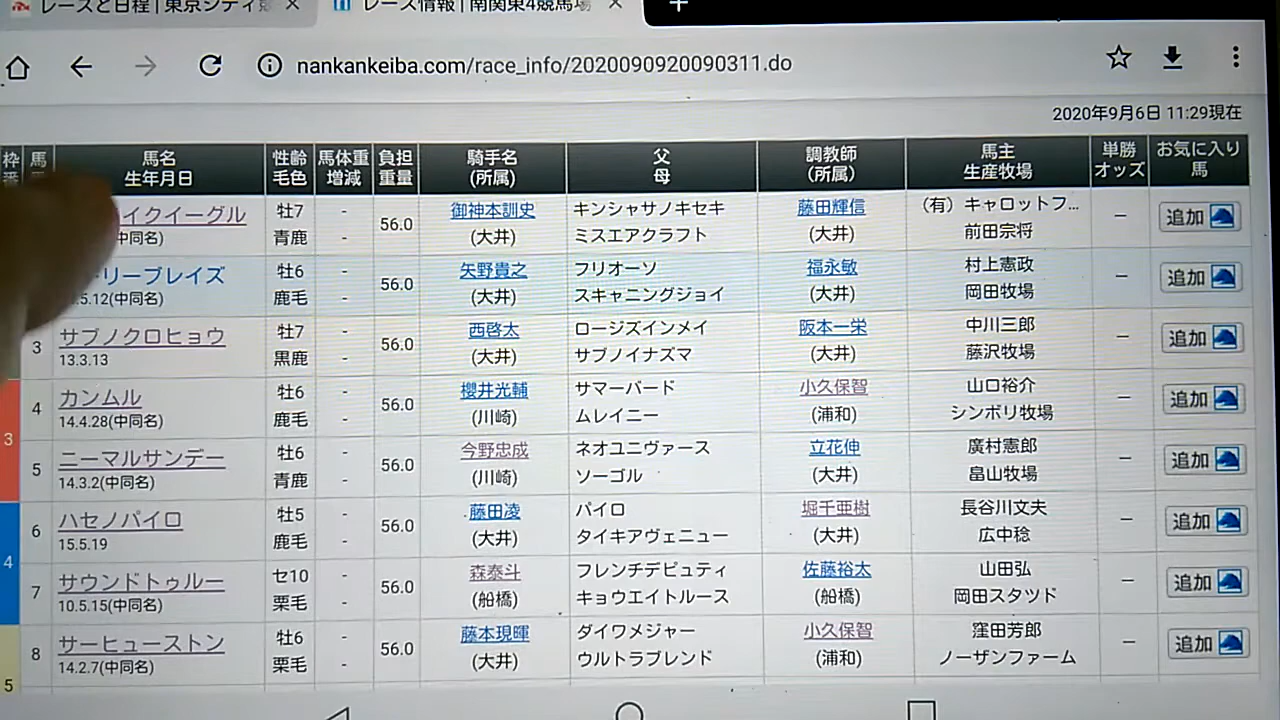 レースと日程 | 東京シティ競 ×
レース情報 | 南関東4競馬場 × +
nankankeiba.com/race_info/2020090920090311.do
2020年9月6日 11:29現在
枠 馬 馬名 生年月日 性齢 毛色 馬体重 増減 負担 重量 騎手名 (所属) 父 母 調教師 (所属) 馬主 生産牧場 単勝 オッズ お気に入り 馬
イクイーグル 牡7 - 56.0 御神本訓史 キンシャサノキセキ 藤田輝信 (有)キャロットフ... － 追加
中同名) 青鹿 - (大井) ミスエアクラフト (大井) 前田宗将
リーブレイズ 牡6 - 56.0 矢野貴之 フリオーソ 福永敏 村上憲政 － 追加
.5.12(中同名) 鹿毛 - (大井) スキャニングジョイ (大井) 岡田牧場
3 サブノクロヒョウ 牡7 - 56.0 西啓太 ロージズインメイ 阪本一栄 中川三郎 － 追加
13.3.13 黒鹿 - (大井) サブノイナズマ (大井) 藤沢牧場
3 4 カンムル 牡6 - 56.0 櫻井光輔 サマーバード 小久保智 山口裕介 － 追加
14.4.28(中同名) 鹿毛 - (川崎) ムレイニー (浦和) シンボリ牧場
5 ニーマルサンデー 牡6 - 56.0 今野忠成 ネオユニヴァース 立花伸 廣村憲郎 － 追加
14.3.2(中同名) 青鹿 - (川崎) ソーゴル (大井) 畠山牧場
4 6 ハセノパイロ 牡5 - 56.0 藤田凌 パイロ 堀千亜樹 長谷川文夫 － 追加
15.5.19 鹿毛 - (大井) タイキアヴェニュー (大井) 広中稔
7 サウンドトゥルー セ10 - 56.0 森泰斗 フレンチデピュティ 佐藤裕太 山田弘 － 追加
10.5.15(中同名) 栗毛 - (船橋) キョウエイトルース (船橋) 岡田スタツド
5 8 サーヒューストン 牡6 - 56.0 藤本現暉 ダイワメジャー 小久保智 窪田芳郎 － 追加
14.2.7(中同名) 栗毛 - (大井) ウルトラブレンド (浦和) ノーザンファーム